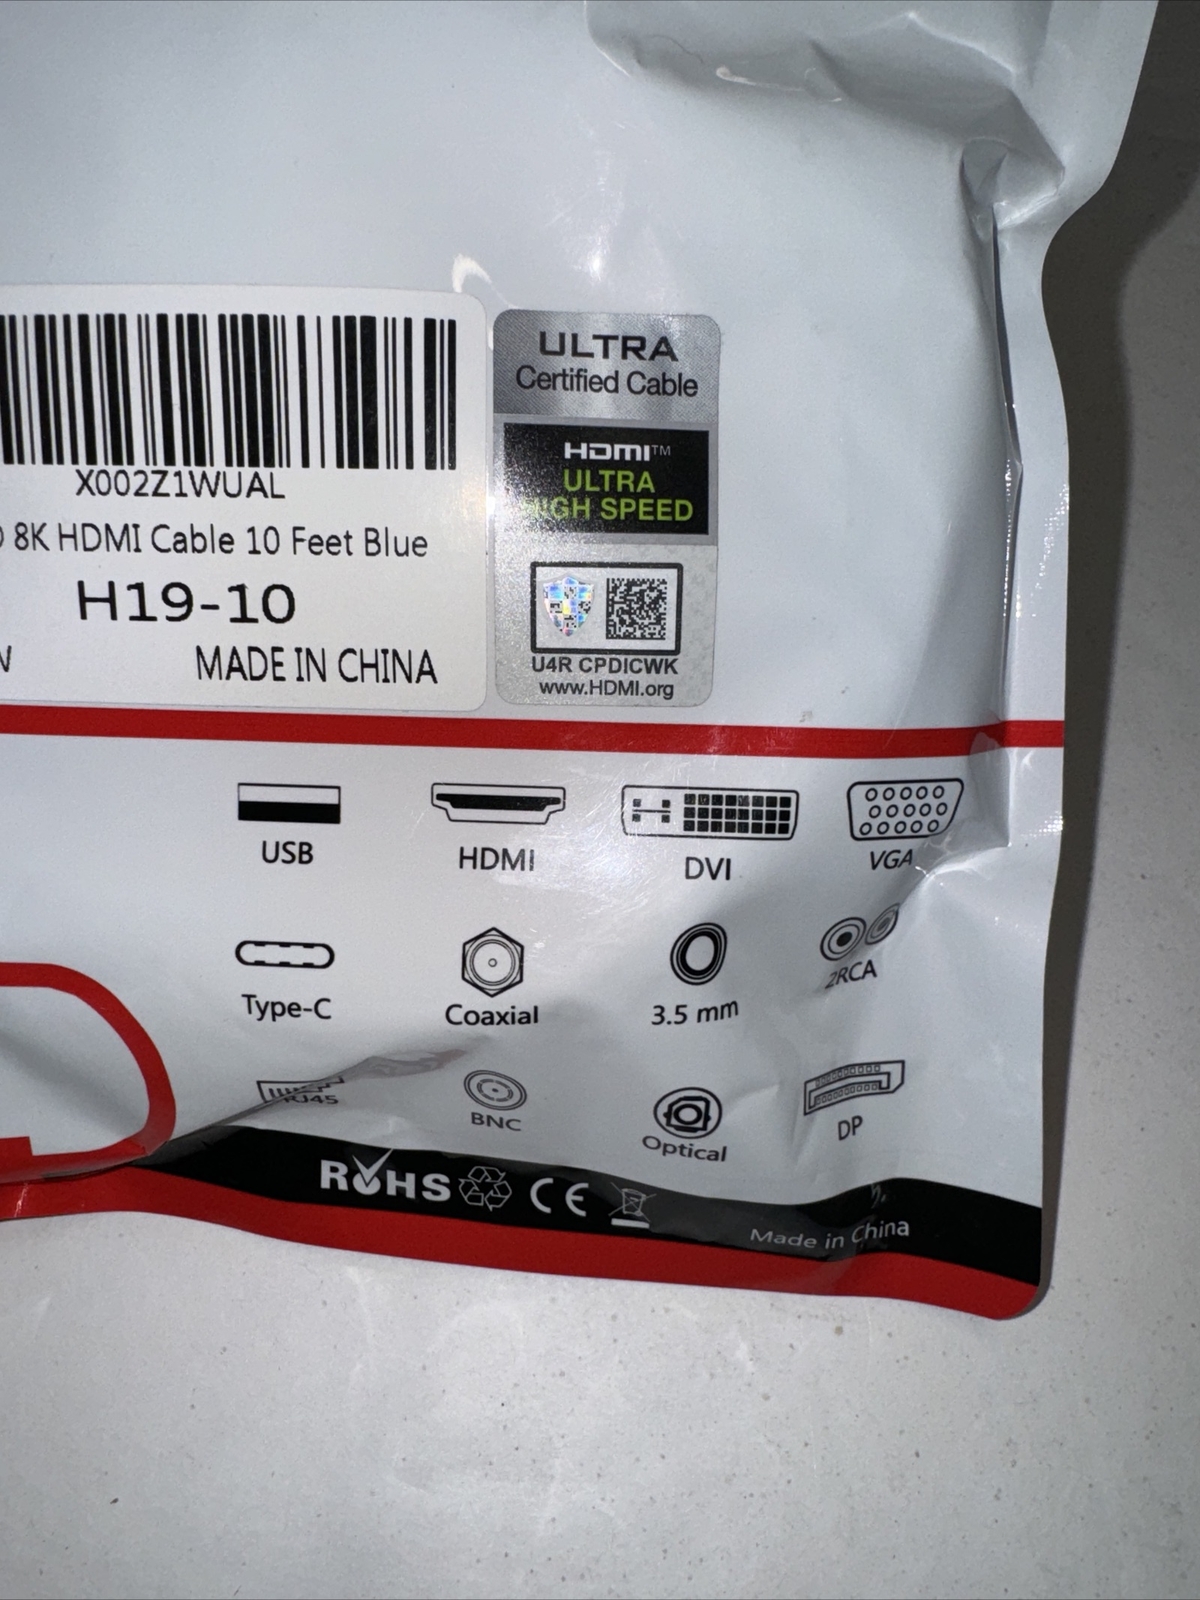 X002Z1WUAL
8K HDMI Cable 10 Feet Blue
H19-10
MADE IN CHINA
ULTRA
Certified Cable
HDMI™
ULTRA
HIGH SPEED
U4R CPDICWK
www.HDMI.org
USB
HDMI
DVI
VGA
Type-C
Coaxial
3.5 mm
2RCA
RJ45
BNC
Optical
DP
RoHS CE
Made in China